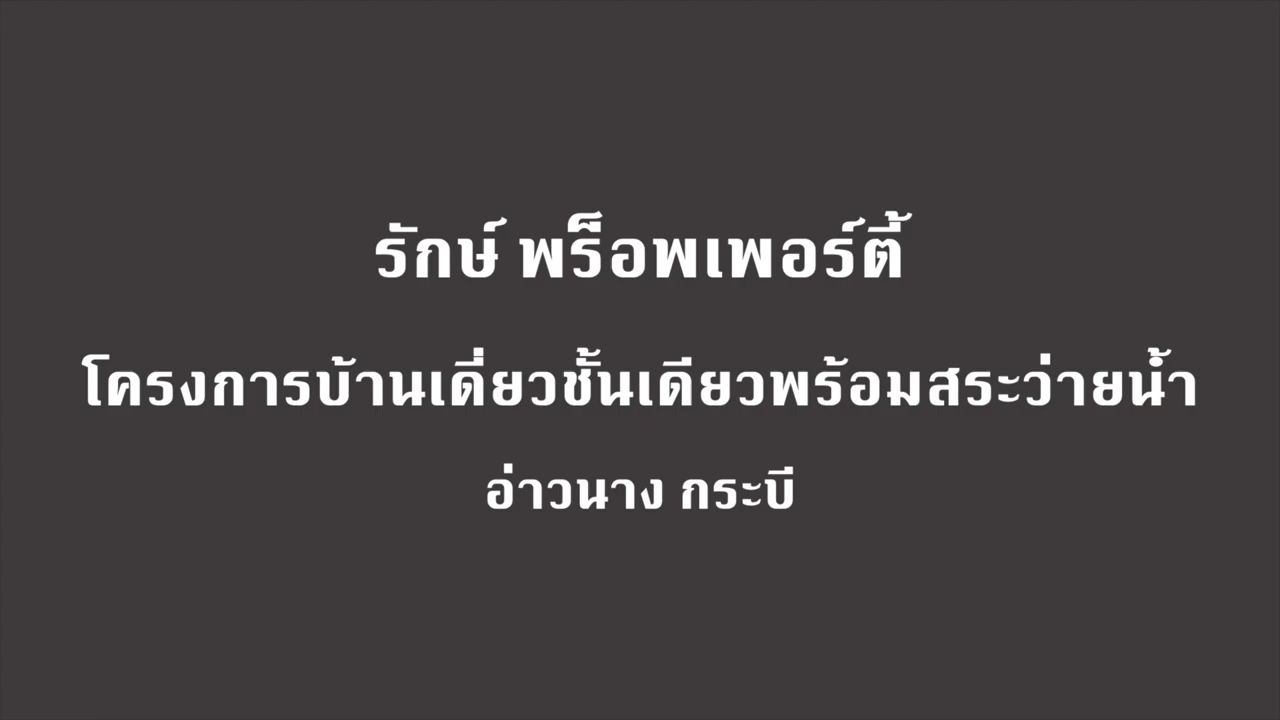 รักษ์ พร็อพเพอร์ตี้
โครงการบ้านเดี่ยวชั้นเดียวพร้อมสระว่ายน้ำ
อ่าวนาง กระบี